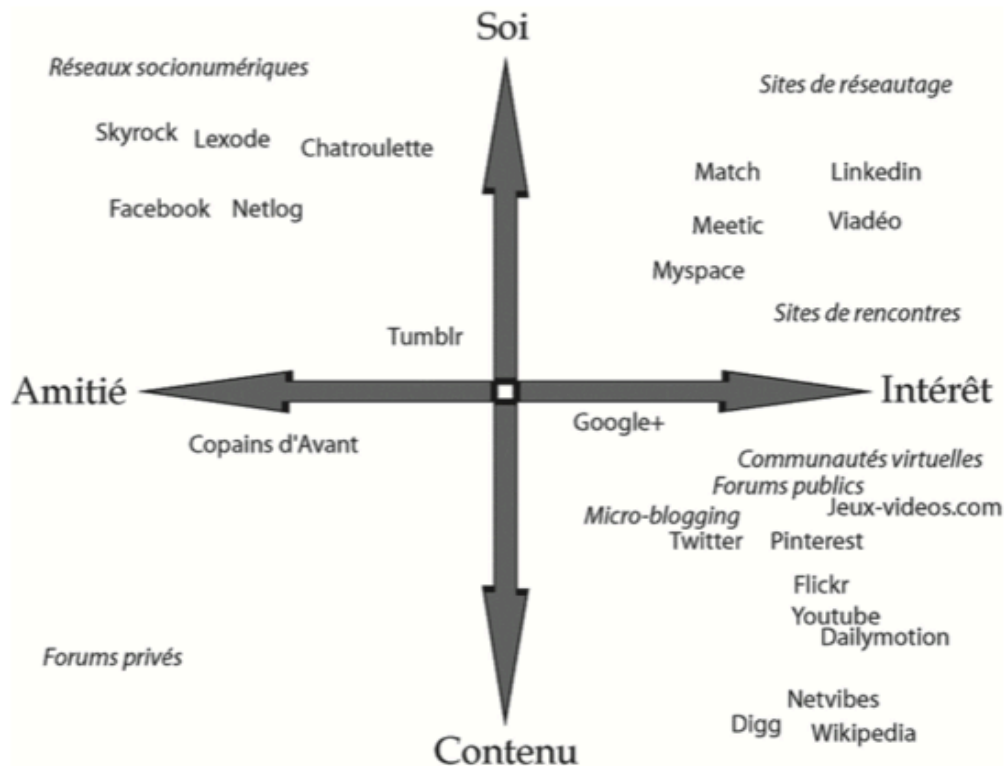 Soi
Réseaux socionumériques
Sites de réseautage
Skyrock
Lexode
Chatroulette
Match
Linkedin
Facebook
Netlog
Meetic
Viadéo
Myspace
Sites de rencontres
Tumblr
Amitié
Intérêt
Google+
Copains d'Avant
Communautés virtuelles
Forums publics
Jeux-videos.com
Micro-blogging
Twitter
Pinterest
Flickr
Youtube
Dailymotion
Forums privés
Netvibes
Digg
Wikipedia
Contenu